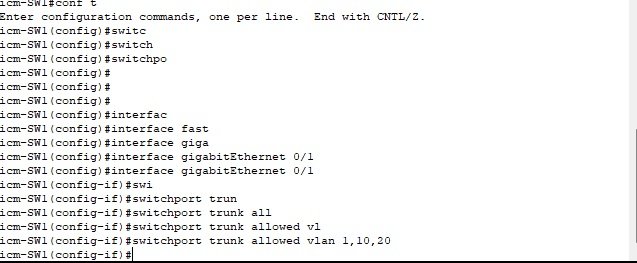 icm-SW1#conf t
Enter configuration commands, one per line.  End with CNTL/Z.
icm-SW1(config)#switc
icm-SW1(config)#switch
icm-SW1(config)#switchpo
icm-SW1(config)#
icm-SW1(config)#
icm-SW1(config)#
icm-SW1(config)#interfac
icm-SW1(config)#interface fast
icm-SW1(config)#interface giga
icm-SW1(config)#interface gigabitEthernet 0/1
icm-SW1(config)#interface gigabitEthernet 0/1
icm-SW1(config-if)#swi
icm-SW1(config-if)#switchport trun
icm-SW1(config-if)#switchport trunk all
icm-SW1(config-if)#switchport trunk allowed vl
icm-SW1(config-if)#switchport trunk allowed vlan 1,10,20
icm-SW1(config-if)#